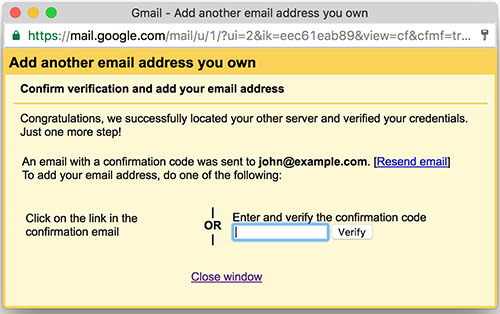 Gmail - Add another email address you own
https://mail.google.com/mail/u/1/?ui=2&ik=eec61eab89&view=cf&cfmf=tr...
Add another email address you own
Confirm verification and add your email address
Congratulations, we successfully located your other server and verified your credentials.
Just one more step!
An email with a confirmation code was sent to john@example.com. [Resend email]
To add your email address, do one of the following:
Click on the link in the
confirmation email
OR
Enter and verify the confirmation code
Verify
Close window